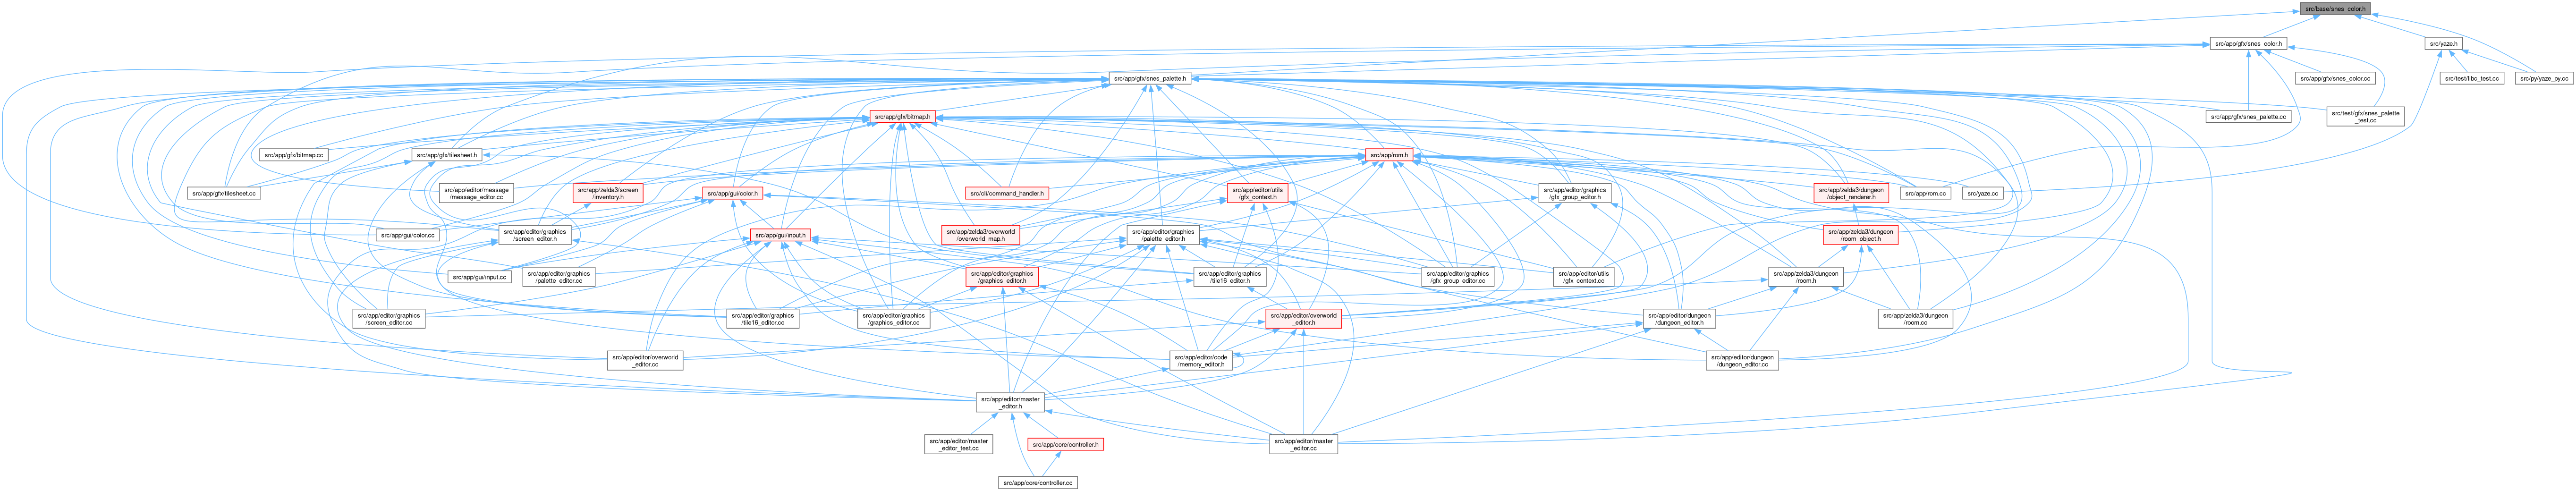 src/base/snes_color.h
src/app/gfx/snes_color.h
src/yaze.h
src/app/gfx/snes_palette.h
src/app/gfx/snes_color.cc
src/test/libc_test.cc
src/py/yaze_py.cc
src/app/gfx/bitmap.h
src/app/gfx/snes_palette.cc
src/test/gfx/snes_palette
_test.cc
src/app/gfx/bitmap.cc
src/app/gfx/tilesheet.h
src/app/rom.h
src/app/gfx/tilesheet.cc
src/app/editor/message
/message_editor.cc
src/app/zelda3/screen
/inventory.h
src/app/gui/color.h
src/cli/command_handler.h
src/app/editor/utils
/gfx_context.h
src/app/editor/graphics
/gfx_group_editor.h
src/app/zelda3/dungeon
/object_renderer.h
src/app/rom.cc
src/yaze.cc
src/app/gui/color.cc
src/app/editor/graphics
/screen_editor.h
src/app/gui/input.h
src/app/zelda3/overworld
/overworld_map.h
src/app/editor/graphics
/palette_editor.h
src/app/zelda3/dungeon
/room_object.h
src/app/gui/input.cc
src/app/editor/graphics
/palette_editor.cc
src/app/editor/graphics
/graphics_editor.h
src/app/editor/graphics
/tile16_editor.h
src/app/editor/graphics
/gfx_group_editor.cc
src/app/editor/utils
/gfx_context.cc
src/app/zelda3/dungeon
/room.h
src/app/editor/graphics
/screen_editor.cc
src/app/editor/graphics
/tile16_editor.cc
src/app/editor/graphics
/graphics_editor.cc
src/app/editor/overworld
_editor.h
src/app/editor/dungeon
/dungeon_editor.h
src/app/zelda3/dungeon
/room.cc
src/app/editor/overworld
_editor.cc
src/app/editor/code
/memory_editor.h
src/app/editor/dungeon
/dungeon_editor.cc
src/app/editor/master
_editor.h
src/app/editor/master
_editor_test.cc
src/app/core/controller.h
src/app/editor/master
_editor.cc
src/app/core/controller.cc